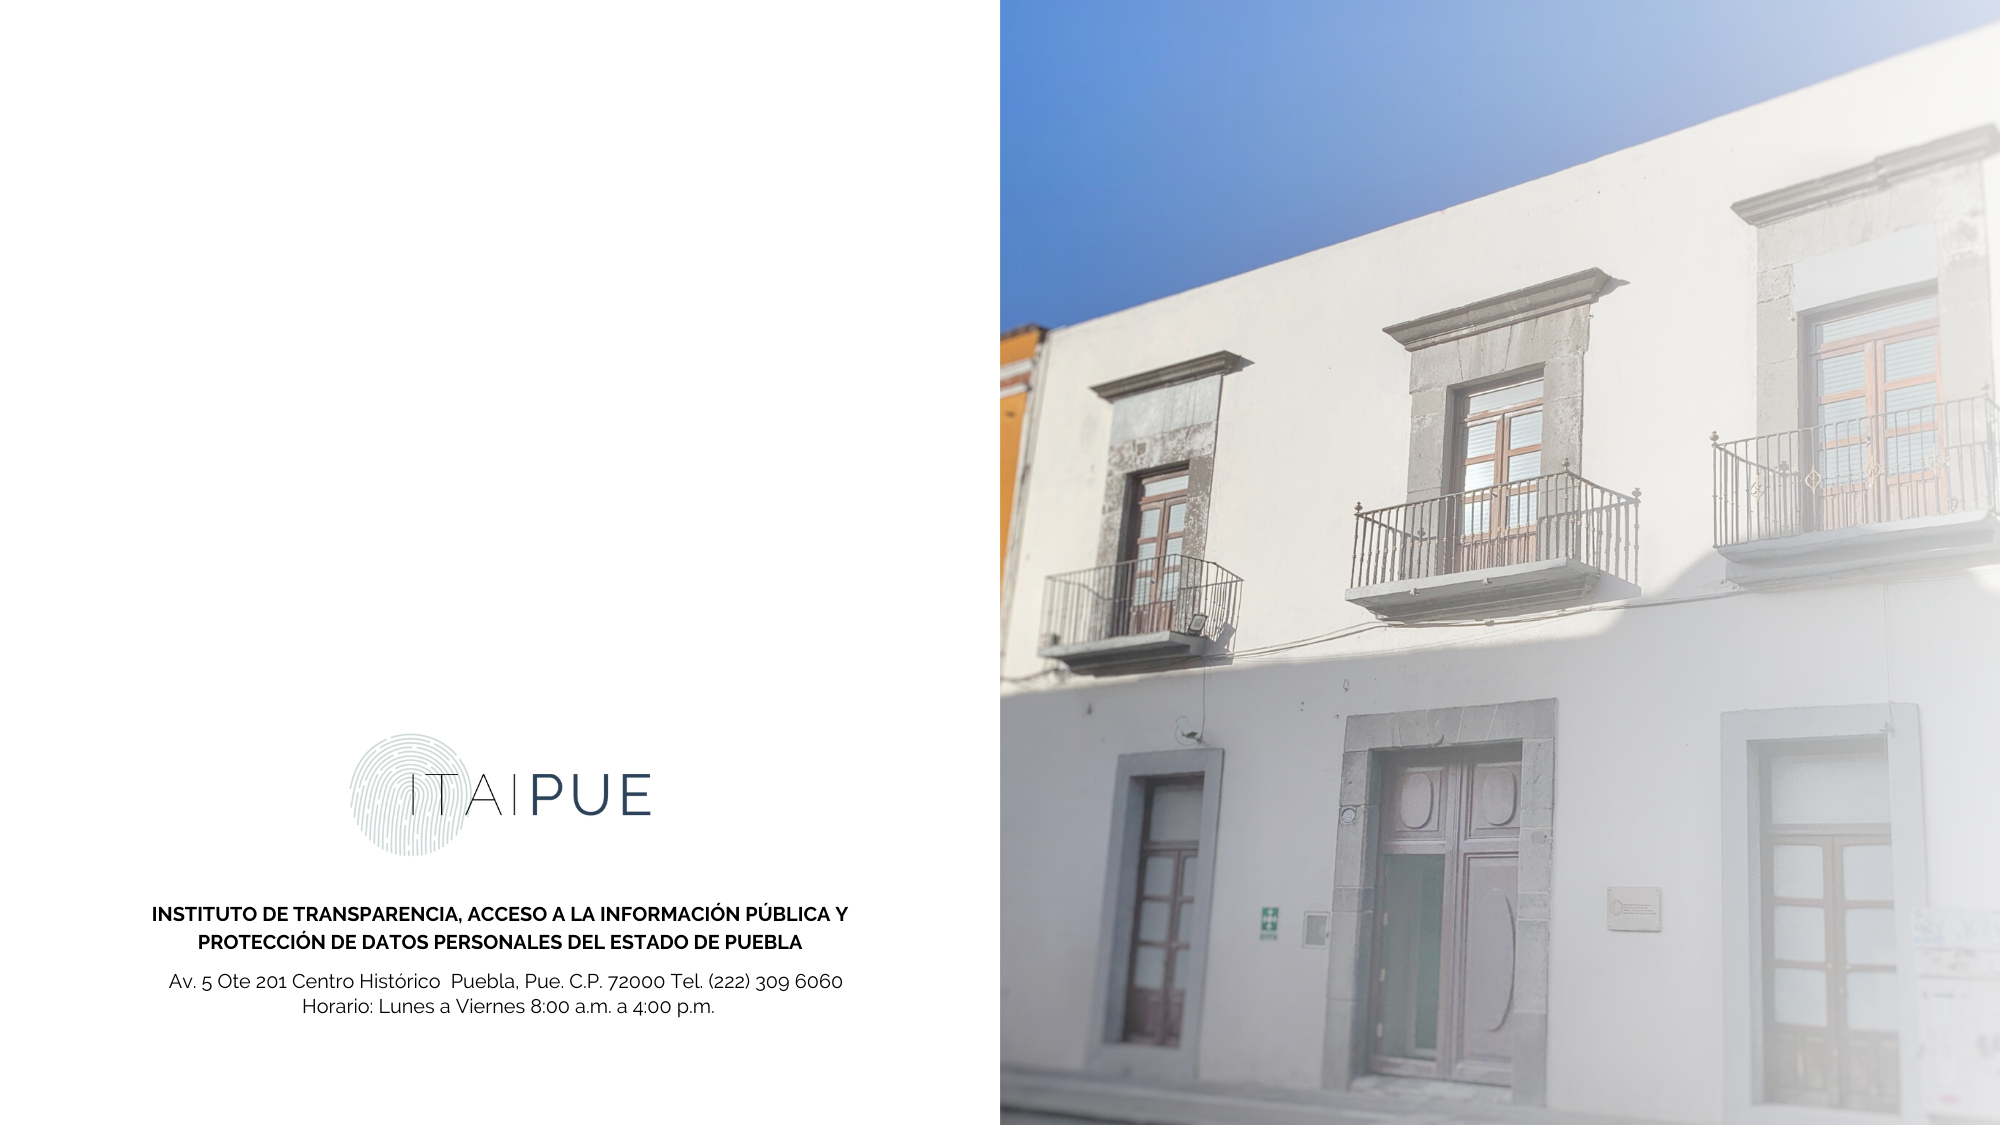 ITAIPUE
INSTITUTO DE TRANSPARENCIA, ACCESO A LA INFORMACIÓN PÚBLICA Y
PROTECCIÓN DE DATOS PERSONALES DEL ESTADO DE PUEBLA
Av. 5 Ote 201 Centro Histórico  Puebla, Pue. C.P. 72000 Tel. (222) 309 6060
Horario: Lunes a Viernes 8:00 a.m. a 4:00 p.m.